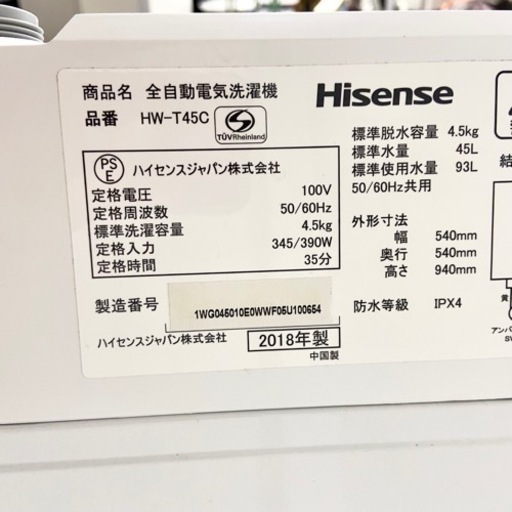 商品名 全自動電気洗濯機
Hisense
品番 HW-T45C
TÜVRheinland
PS
E
ハイセンスジャパン株式会社
定格電圧 100V
定格周波数 50/60Hz
標準洗濯容量 4.5kg
定格入力 345/390W
定格時間 35分
標準脱水容量 4.5kg
標準水量 45L
標準使用水量 93L
50/60Hz共用
外形寸法
幅 540mm
奥行 540mm
高さ 940mm
製造番号 1WG045010E0WWF05U100654
防水等級 IPX4
ハイセンスジャパン株式会社 2018年製
中国製
結
黄
アンバ
SV